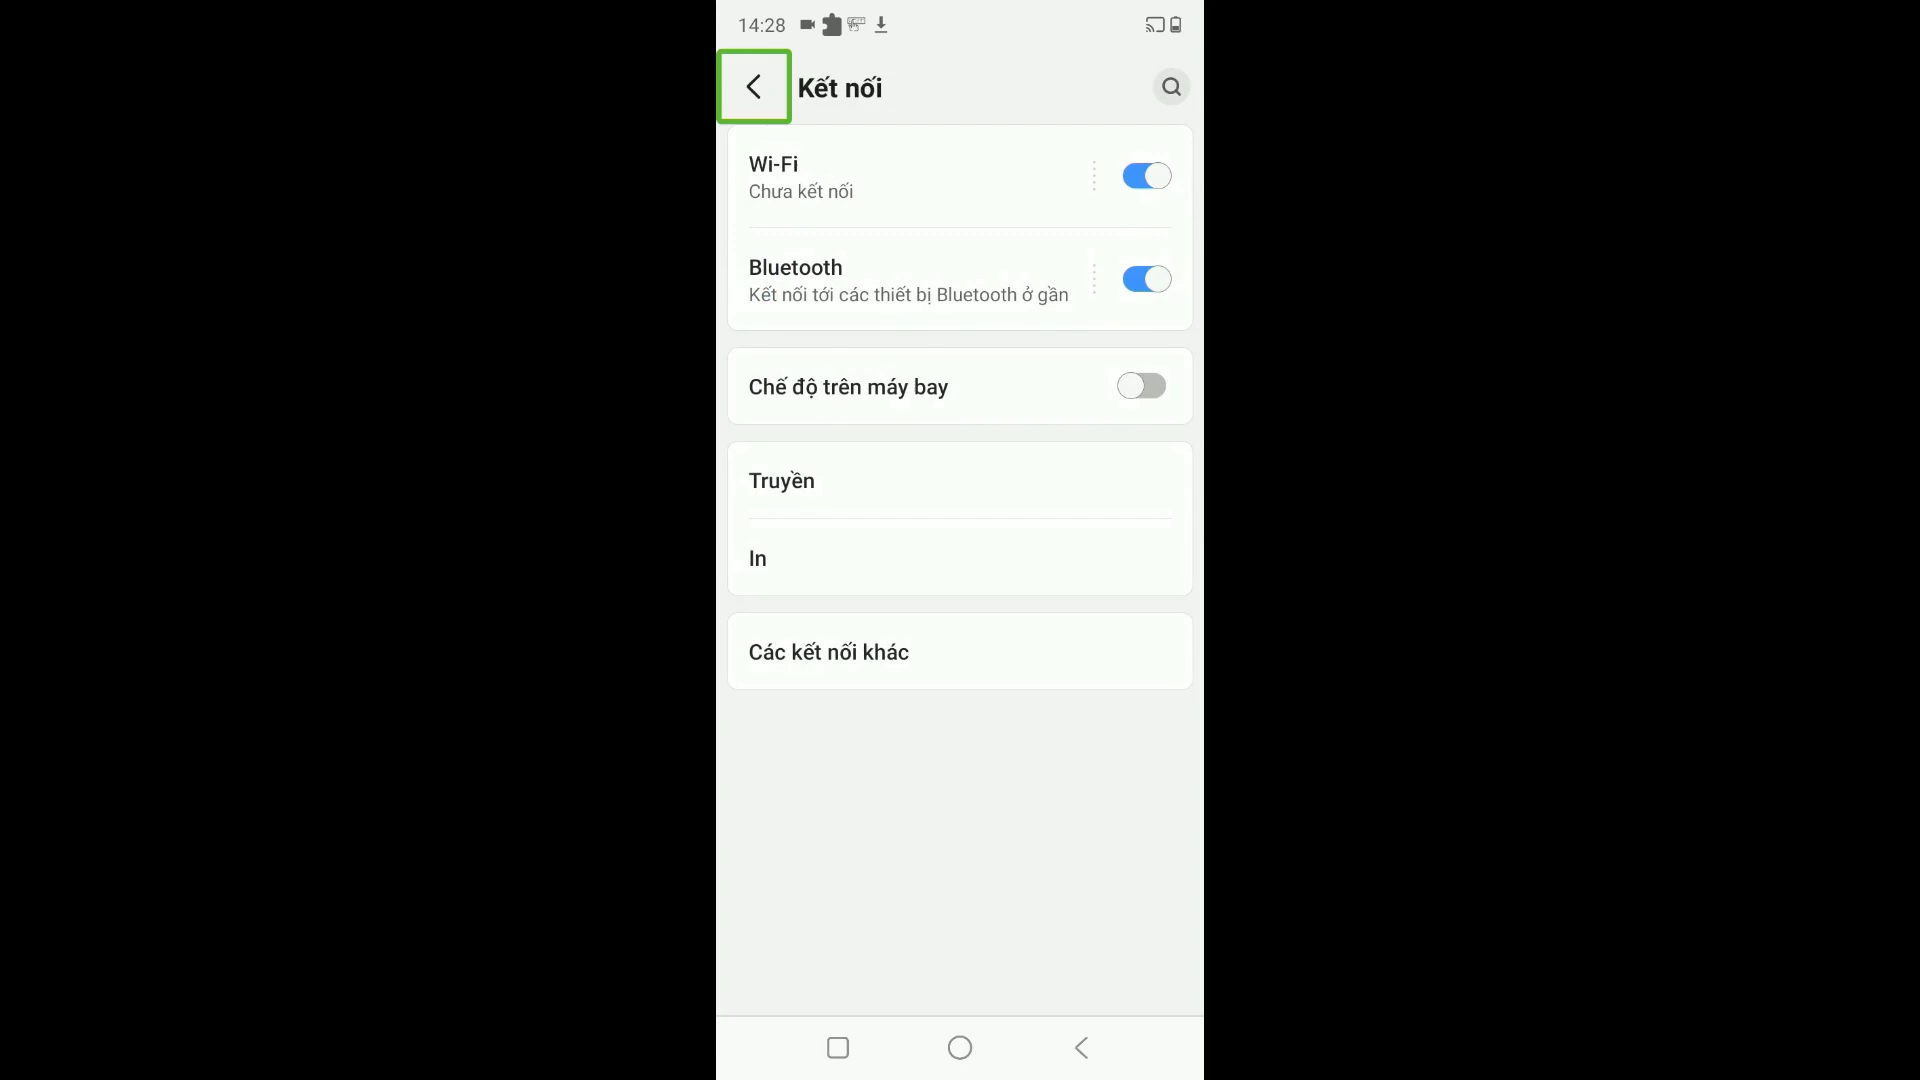 14:28
Kết nối
Wi-Fi
Chưa kết nối
Bluetooth
Kết nối tới các thiết bị Bluetooth ở gần
Chế độ trên máy bay
Truyền
In
Các kết nối khác